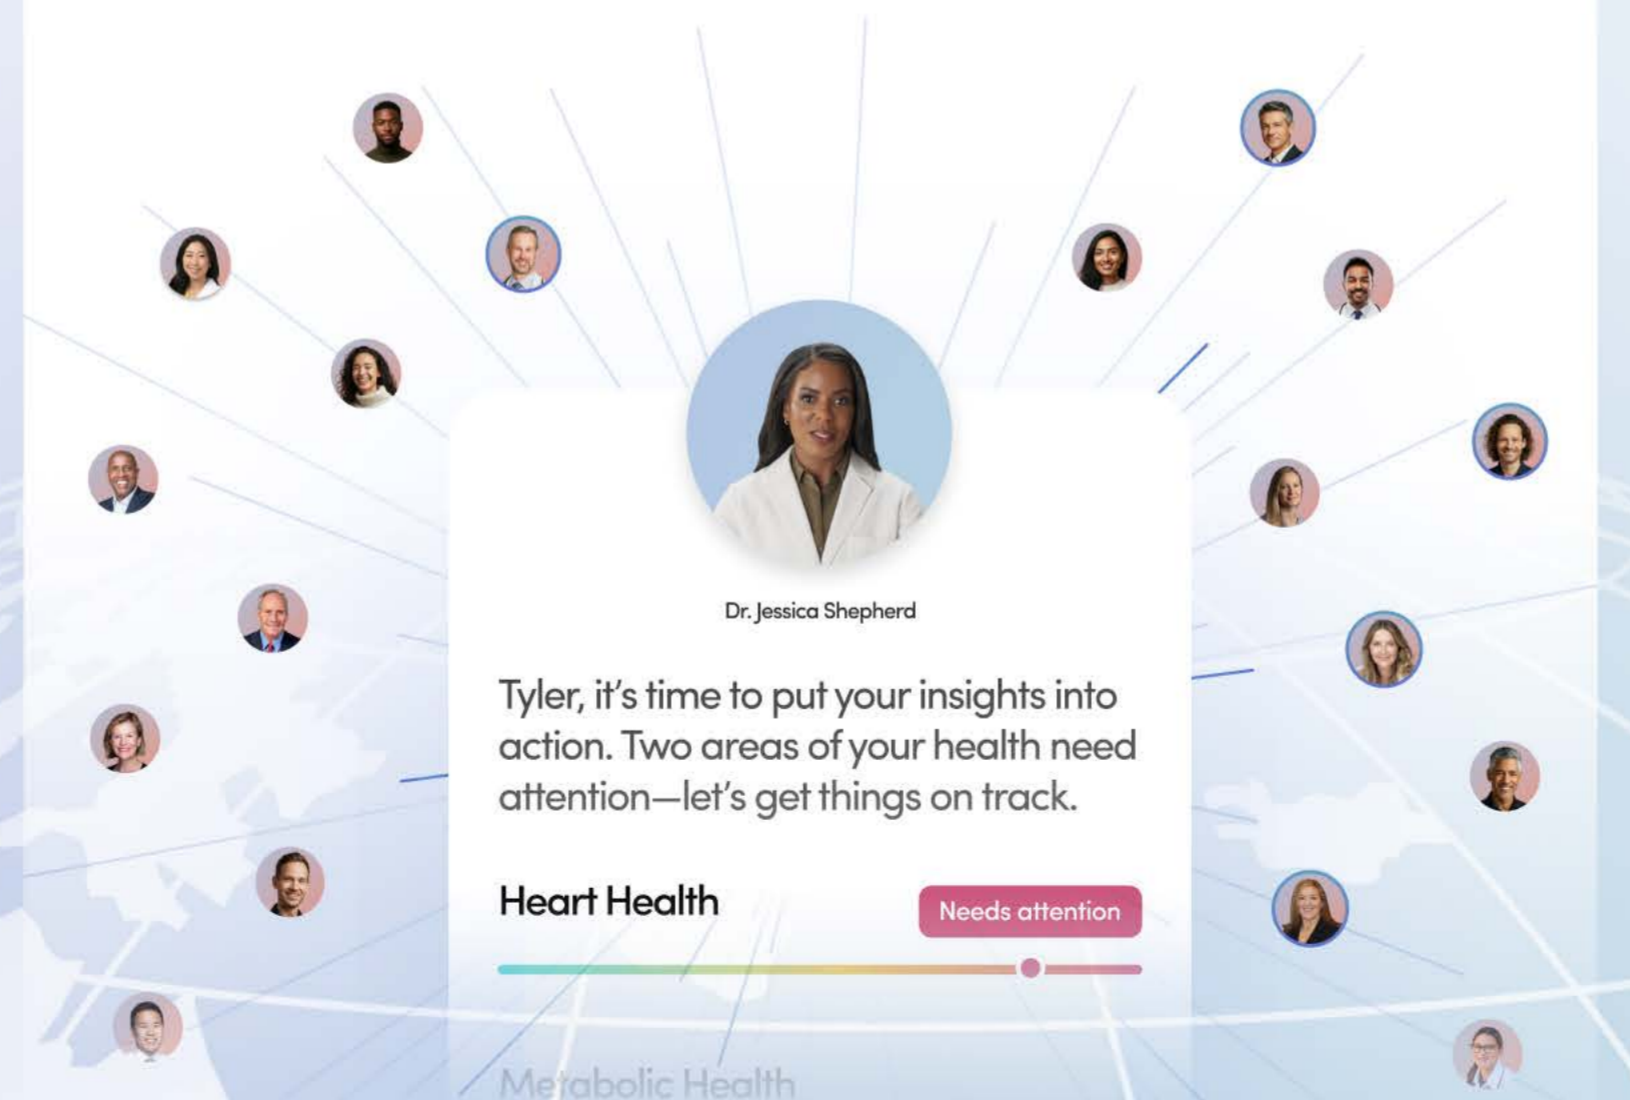 Dr. Jessica Shepherd
Tyler, it’s time to put your insights into
action. Two areas of your health need
attention—let’s get things on track.
Heart Health
Needs attention
Metabolic Health